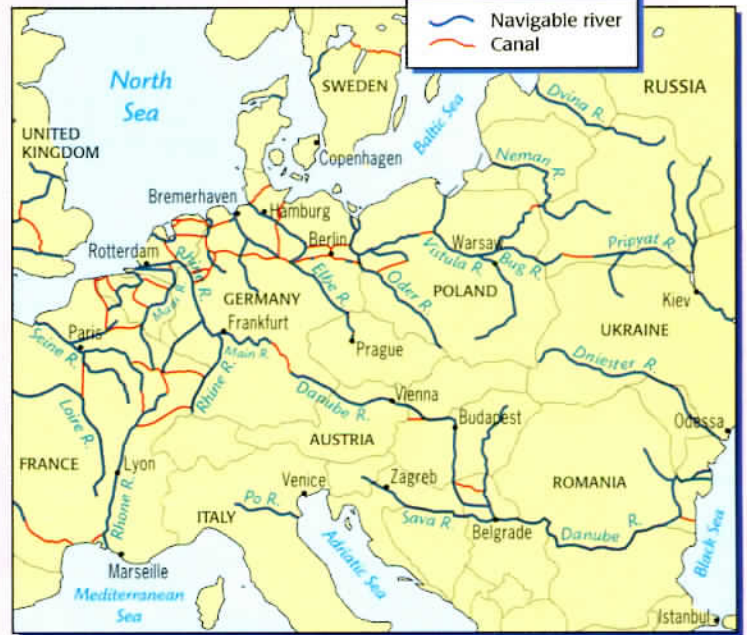 Navigable river
Canal
North
Sea
SWEDEN
RUSSIA
Baltic Sea
Dvina R.
UNITED
KINGDOM
Copenhagen
Neman R.
Bremerhaven
Hamburg
Rotterdam
Rhine R.
Berlin
Warsaw
Vistula R.
Bug R.
Pripyat R.
Elbe R.
Oder R.
GERMANY
POLAND
Kiev
Frankfurt
UKRAINE
Paris
Seine R.
Main R.
Prague
Dniester R.
Rhine R.
Danube R.
Vienna
Loire R.
Budapest
Odessa
AUSTRIA
FRANCE
Lyon
Zagreb
ROMANIA
Rhone R.
Venice
Po R.
ITALY
Sava R.
Belgrade
Danube R.
Black Sea
Adriatic Sea
Marseille
Mediterranean
Sea
Istanbul